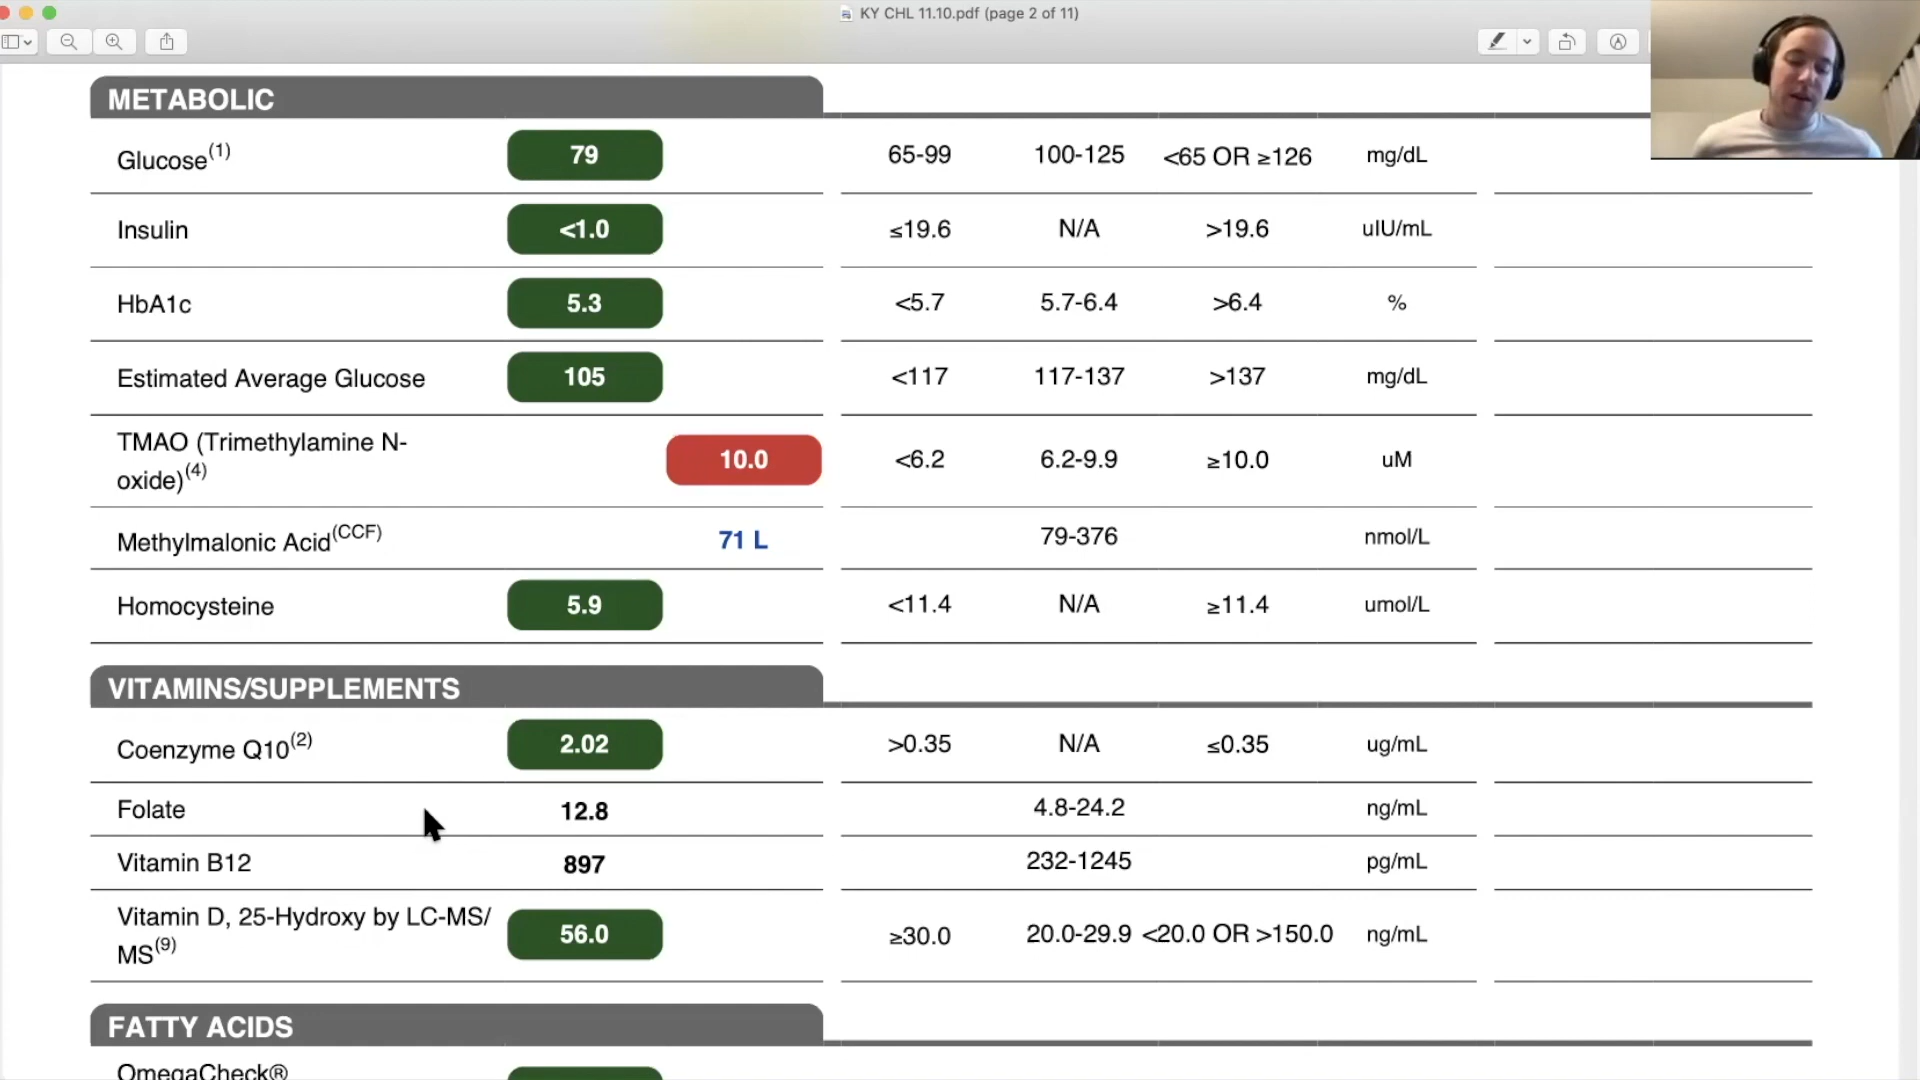 KY CHL 11.10.pdf (page 2 of 11)
METABOLIC
Glucose(1) 79 65-99 100-125 <65 OR ≥126 mg/dL
Insulin <1.0 ≤19.6 N/A >19.6 uIU/mL
HbA1c 5.3 <5.7 5.7-6.4 >6.4 %
Estimated Average Glucose 105 <117 117-137 >137 mg/dL
TMAO (Trimethylamine N-
oxide)(4) 10.0 <6.2 6.2-9.9 ≥10.0 uM
Methylmalonic Acid(CCF) 71 L 79-376 nmol/L
Homocysteine 5.9 <11.4 N/A ≥11.4 umol/L
VITAMINS/SUPPLEMENTS
Coenzyme Q10(2) 2.02 >0.35 N/A ≤0.35 ug/mL
Folate 12.8 4.8-24.2 ng/mL
Vitamin B12 897 232-1245 pg/mL
Vitamin D, 25-Hydroxy by LC-MS/
MS(9) 56.0 ≥30.0 20.0-29.9 <20.0 OR >150.0 ng/mL
FATTY ACIDS
OmegaCheck®